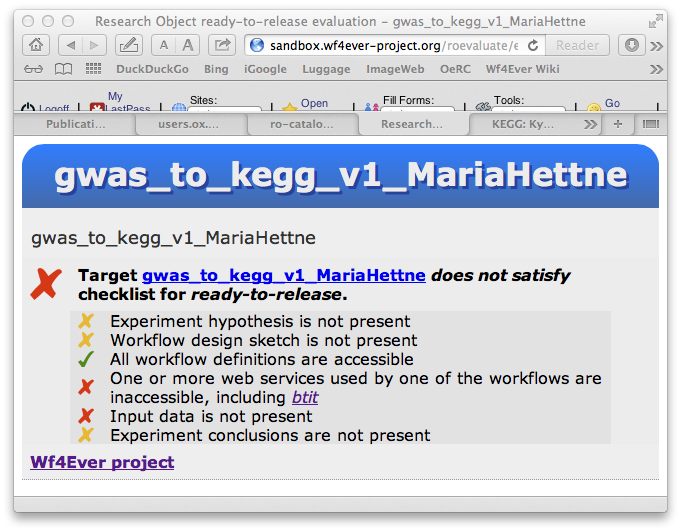 Research Object ready-to-release evaluation – gwas_to_kegg_v1_MariaHettne
A A sandbox.wf4ever-project.org/roevaluate/e Reader
DuckDuckGo Bing iGoogle Luggage ImageWeb OeRC Wf4Ever Wiki
Logoff My LastPass Sites: Open Fill Forms: Tools: Go
Publicati... users.ox.... ro-catalo... Research... KEGG: Ky...
gwas_to_kegg_v1_MariaHettne
gwas_to_kegg_v1_MariaHettne
Target gwas_to_kegg_v1_MariaHettne does not satisfy
checklist for ready-to-release.
Experiment hypothesis is not present
Workflow design sketch is not present
All workflow definitions are accessible
One or more web services used by one of the workflows are
inaccessible, including btit
Input data is not present
Experiment conclusions are not present
Wf4Ever project